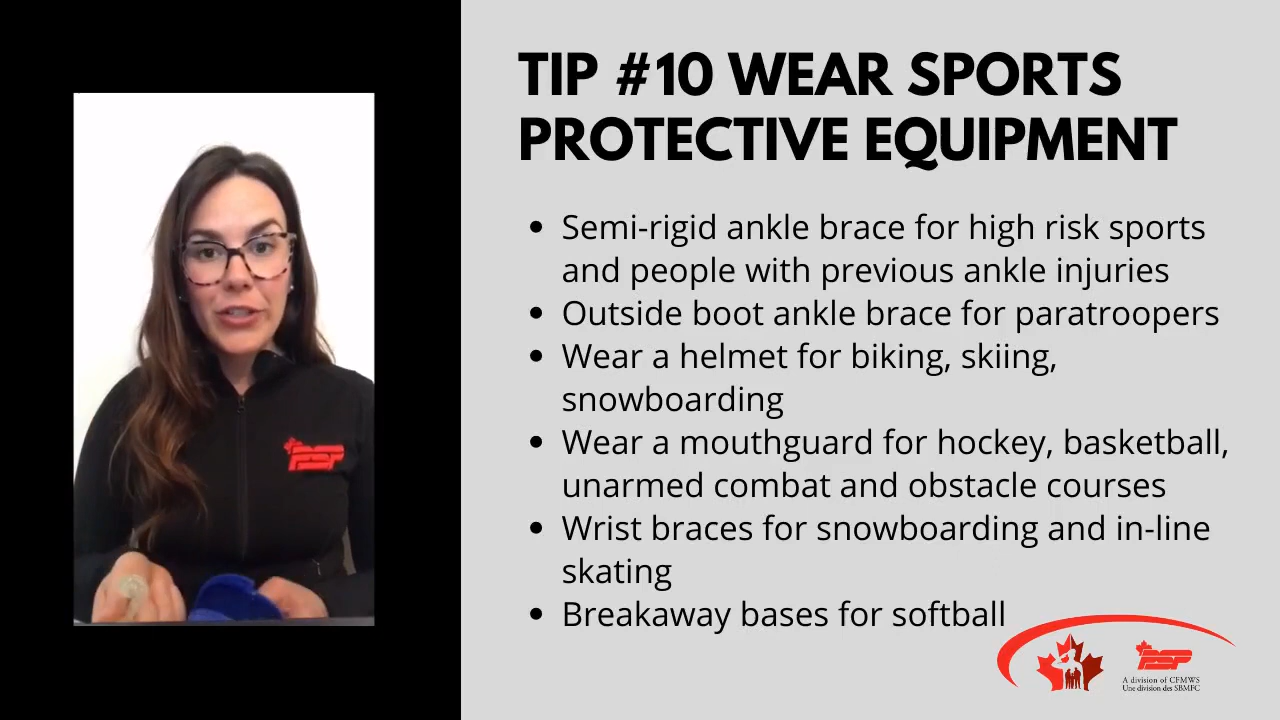 TIP #10 WEAR SPORTS
PROTECTIVE EQUIPMENT
• Semi-rigid ankle brace for high risk sports
and people with previous ankle injuries
• Outside boot ankle brace for paratroopers
• Wear a helmet for biking, skiing,
snowboarding
• Wear a mouthguard for hockey, basketball,
unarmed combat and obstacle courses
• Wrist braces for snowboarding and in-line
skating
• Breakaway bases for softball
PSP
PSP
A division of CFMWS
Une division des SBMFC